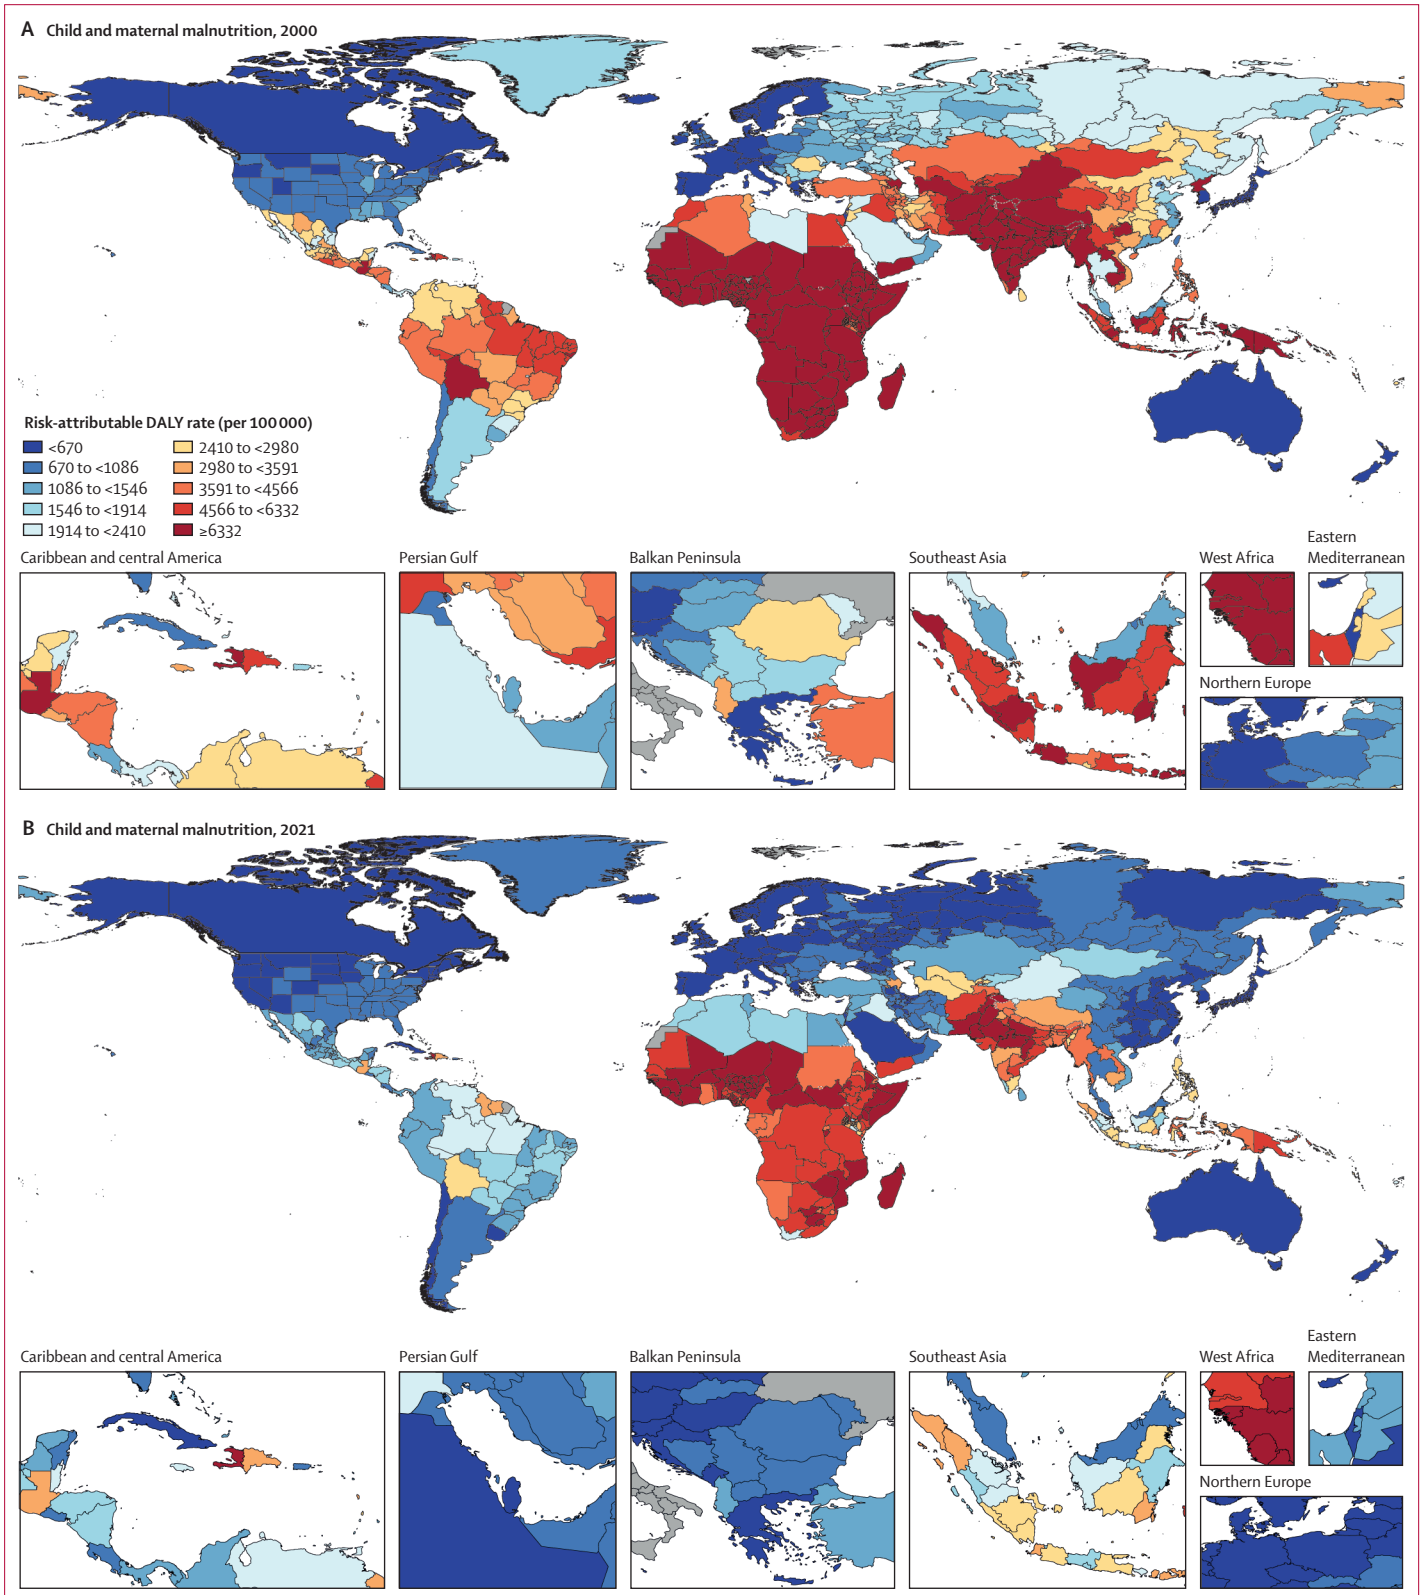 A Child and maternal malnutrition, 2000
Risk-attributable DALY rate (per 100 000)
<670
670 to <1086
1086 to <1546
1546 to <1914
1914 to <2410
2410 to <2980
2980 to <3591
3591 to <4566
4566 to <6332
≥6332
Caribbean and central America
Persian Gulf
Balkan Peninsula
Southeast Asia
West Africa
Eastern
Mediterranean
Northern Europe
B Child and maternal malnutrition, 2021
Caribbean and central America
Persian Gulf
Balkan Peninsula
Southeast Asia
West Africa
Eastern
Mediterranean
Northern Europe